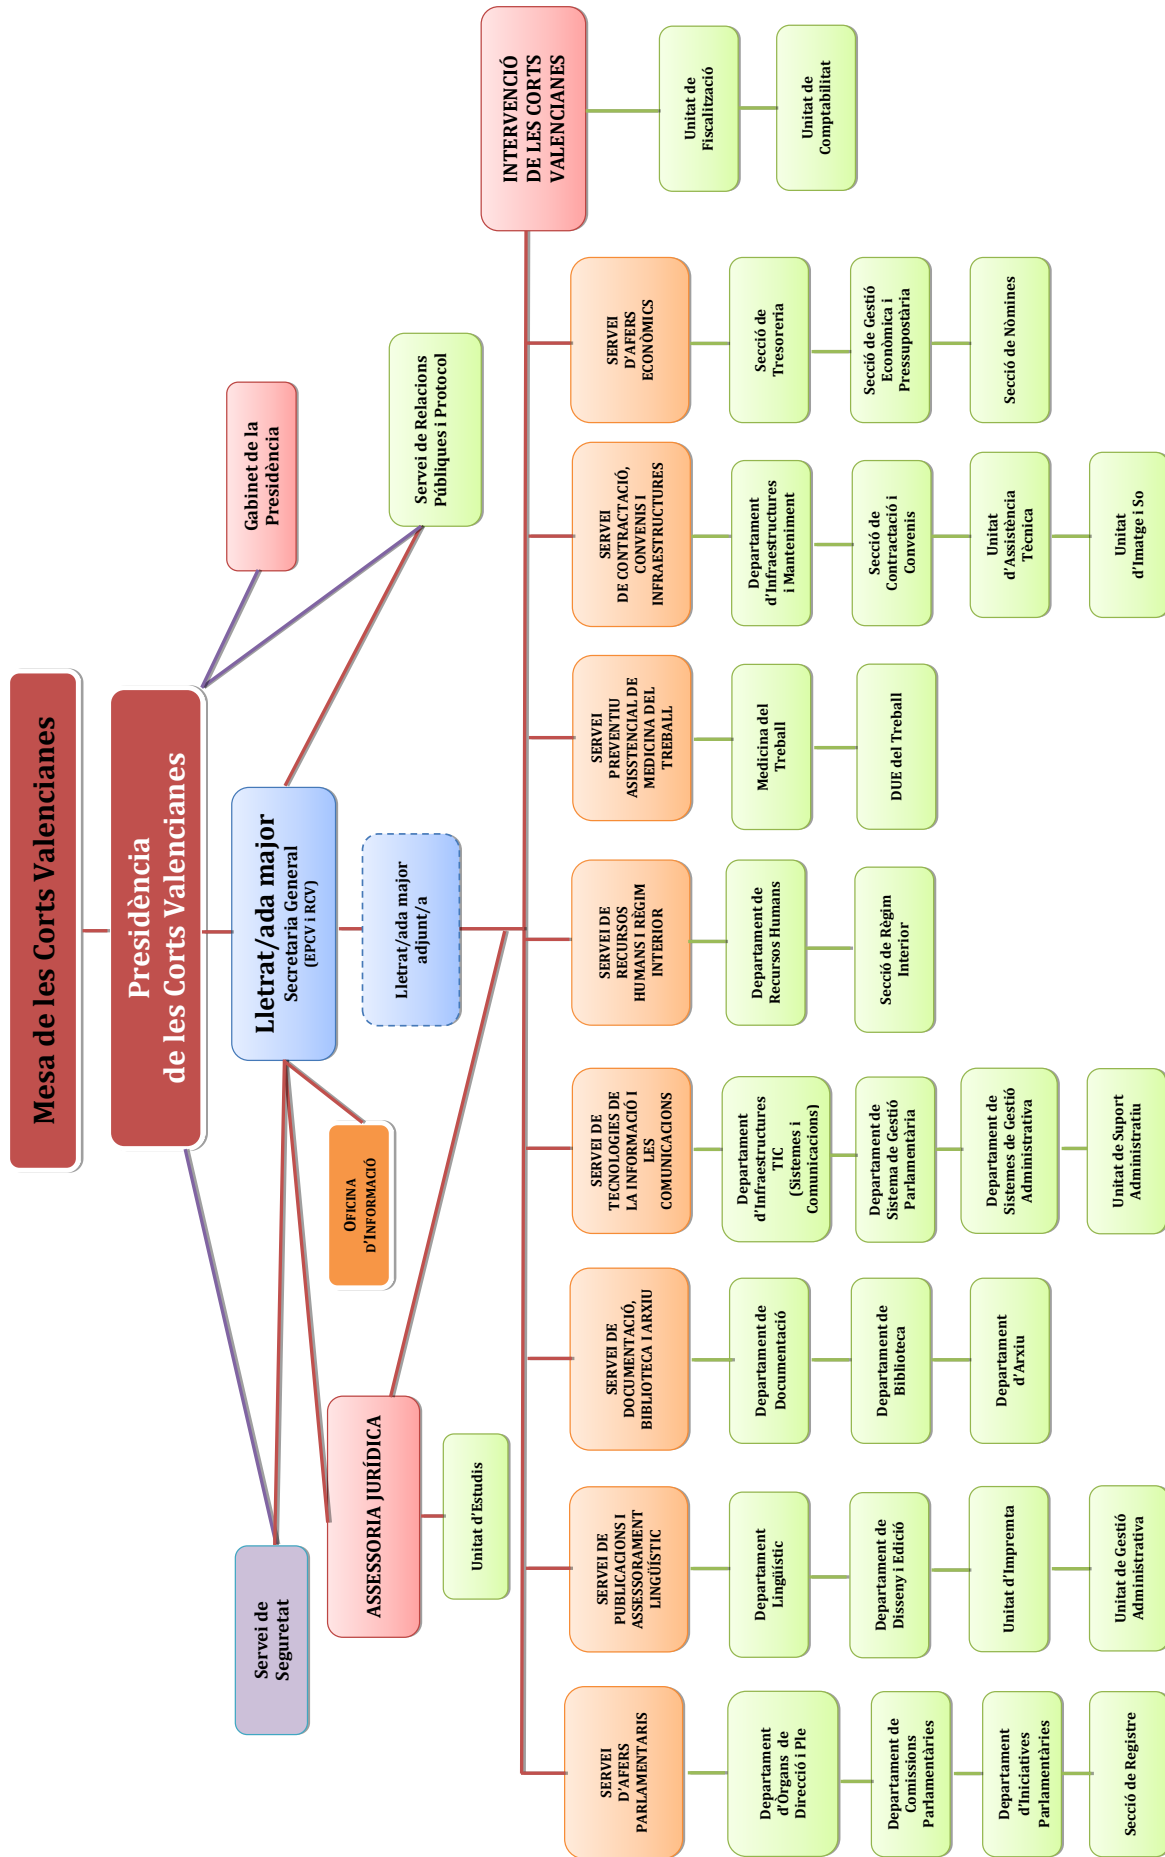 Mesa de les Corts Valencianes
Presidència
de les Corts Valencianes
Gabinet de la
Presidència
Lletrat/ada major
Secretaria General
(EPCV i RCV)
Servei de
Seguretat
Servei de Relacions
Públiques i Protocol
Lletrat/ada major
adjunt/a
OFICINA
D'INFORMACIÓ
ASSESSORIA JURÍDICA
Unitat d'Estudis
INTERVENCIÓ
DE LES CORTS
VALENCIANES
Unitat de
Fiscalització
Unitat de
Comptabilitat
SERVEI
D'AFERS
PARLAMENTARIS
Departament
d'Òrgans de
Direcció i Ple
Departament de
Comissions
Parlamentàries
Departament
d'Iniciatives
Parlamentàries
Secció de Registre
SERVEI DE
PUBLICACIONS I
ASSESSORAMENT
LINGÜÍSTIC
Departament
Lingüístic
Departament de
Disseny i Edició
Unitat d'Impremta
Unitat de Gestió
Administrativa
SERVEI DE
DOCUMENTACIÓ,
BIBLIOTECA I ARXIU
Departament de
Documentació
Departament de
Biblioteca
Departament
d'Arxiu
SERVEI DE
TECNOLOGIES DE
LA INFORMACIÓ I
LES
COMUNICACIONS
Departament
d'Infraestructures
TIC
(Sistemes i
Comunicacions)
Departament de
Sistema de Gestió
Parlamentària
Departament de
Sistemes de Gestió
Administrativa
Unitat de Suport
Administratiu
SERVEI DE
RECURSOS
HUMANS I RÈGIM
INTERIOR
Departament de
Recursos Humans
Secció de Règim
Interior
SERVEI
PREVENTIU
ASISSTENCIAL DE
MEDICINA DEL
TREBALL
Medicina del
Treball
DUE del Treball
SERVEI
DE CONTRACTACIÓ,
CONVENIS I
INFRAESTRUCTURES
Departament
d'Infraestructures
i Manteniment
Secció de
Contractació i
Convenis
Unitat
d'Assistència
Tècnica
Unitat
d'Imatge i So
SERVEI
D'AFERS
ECONÒMICS
Secció de
Tresoreria
Secció de Gestió
Econòmica i
Pressupostària
Secció de Nòmines